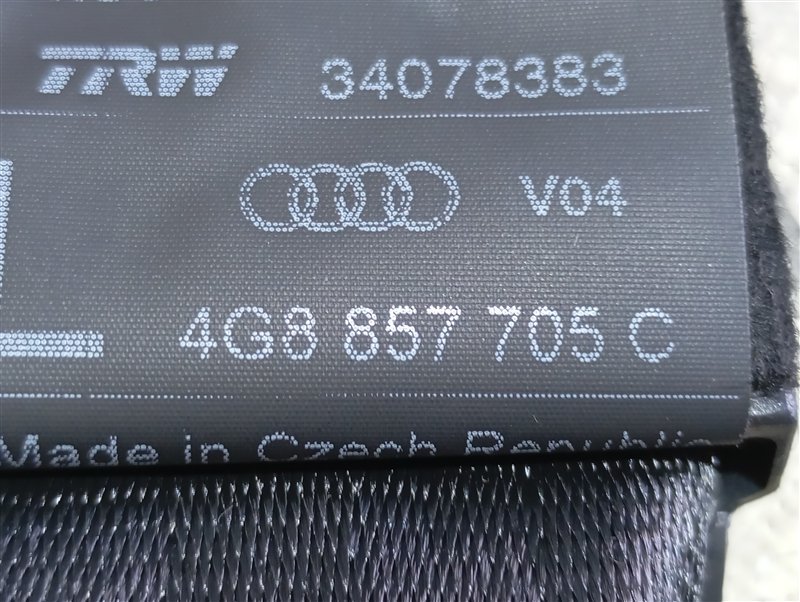 TRW 34078383
V04
4G8 857 705 C
Made in Czech Republic